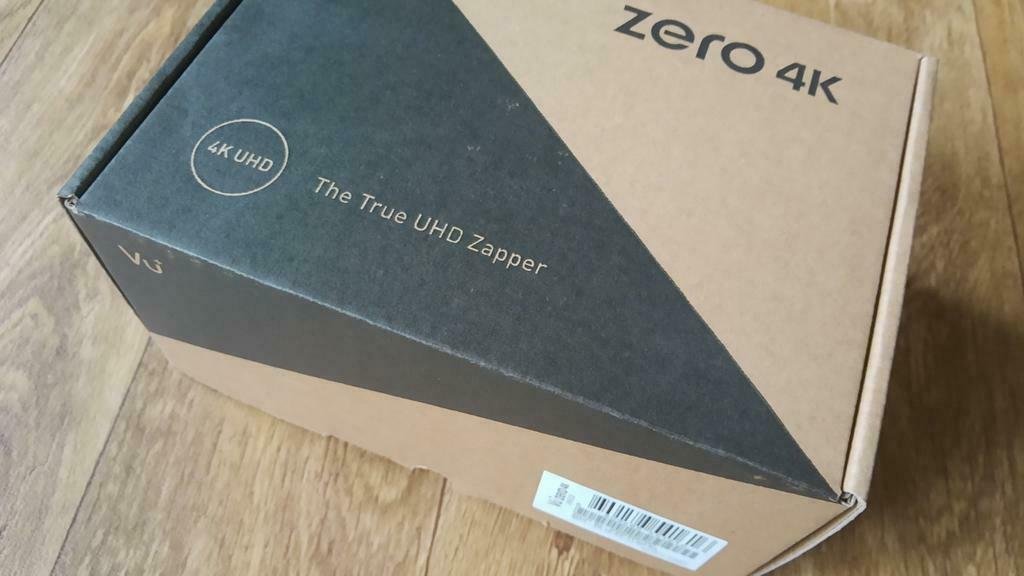 zero 4K
4K UHD
The True UHD Zapper
Vu+